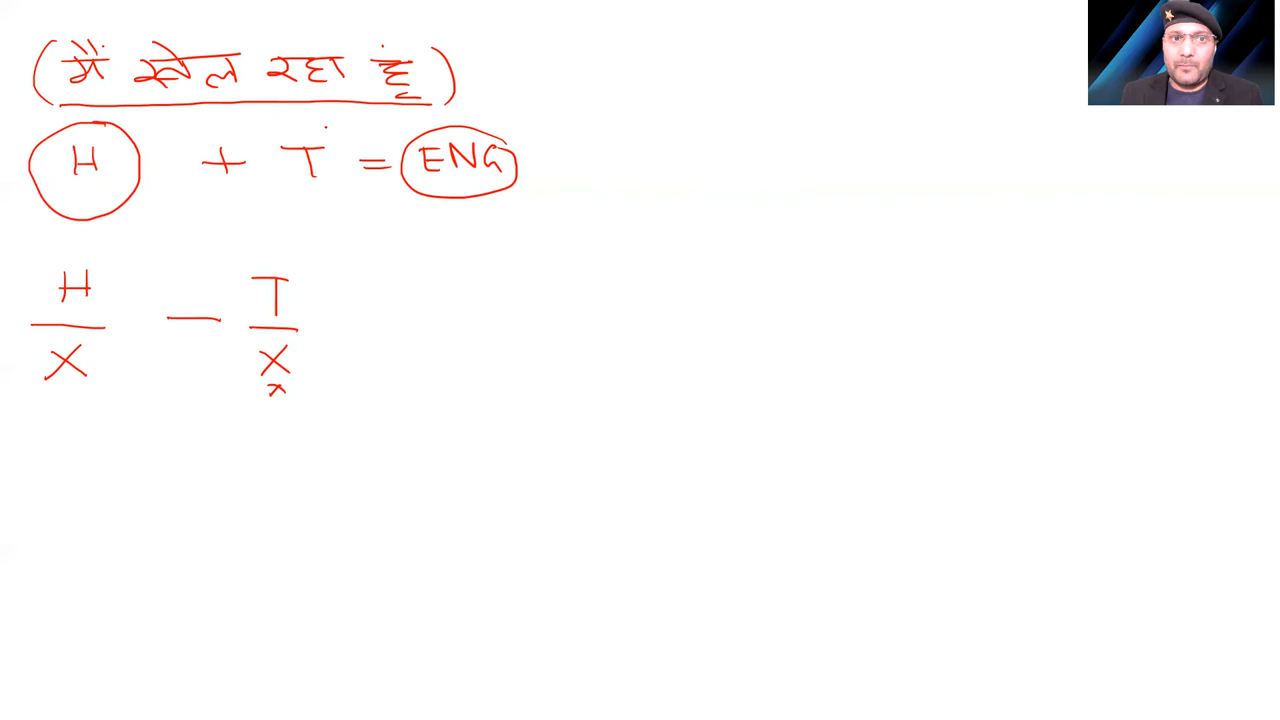 (मैं खेल रहा हूं)
H + T = ENG
H — T
X X
x